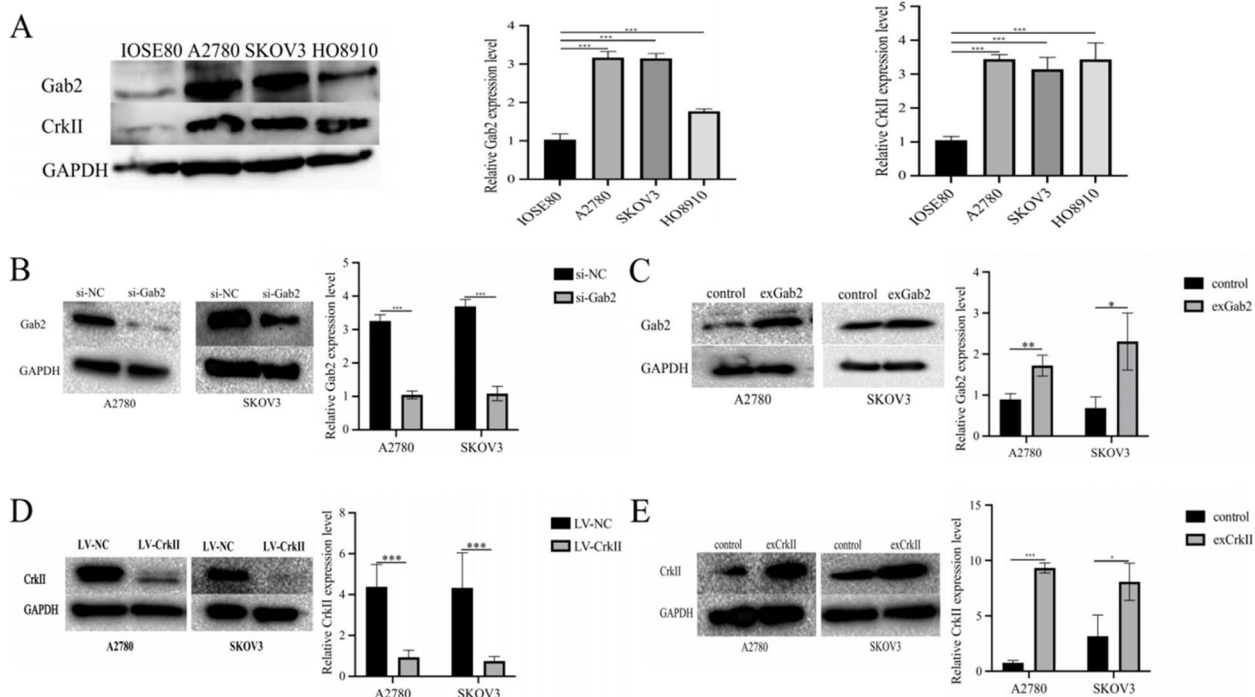 A
IOSE80 A2780 SKOV3 HO8910
Gab2
CrkII
GAPDH
Relative Gab2 expression level
4
3
2
1
0
***
***
***
IOSE80
A2780
SKOV3
HO8910
Relative CrkII expression level
5
4
3
2
1
0
***
***
***
IOSE80
A2780
SKOV3
HO8910
B
si-NC si-Gab2
si-NC si-Gab2
Gab2
GAPDH
A2780
SKOV3
Relative Gab2 expression level
5
4
3
2
1
0
***
***
A2780
SKOV3
si-NC
si-Gab2
C
control exGab2
control exGab2
Gab2
GAPDH
A2780
SKOV3
Relative Gab2 expression level
4
3
2
1
0
**
*
A2780
SKOV3
control
exGab2
D
LV-NC LV-CrkII
LV-NC LV-CrkII
CrkII
GAPDH
A2780
SKOV3
Relative CrkII expression level
8
6
4
2
0
***
***
A2780
SKOV3
LV-NC
LV-CrkII
E
control exCrkII
control exCrkII
CrkII
GAPDH
A2780
SKOV3
Relative CrkII expression level
15
10
5
0
***
*
A2780
SKOV3
control
exCrkII